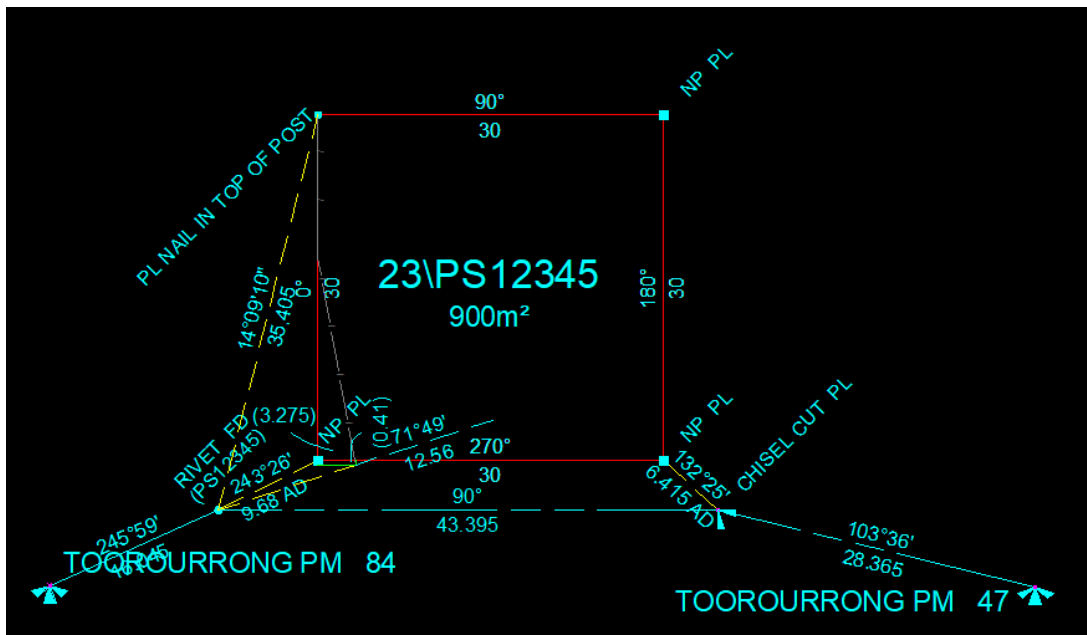 NP PL
90°
30
PL NAIL IN TOP OF POST
23\PS12345
900m²
0°
30
180°
30
14°09'10"
35.405
NP PL
(3.275)
(0.41)
71°49'
12.56
270°
30
NP PL
CHISEL CUT PL
132°25'
6.415 AD
RIVET FD
(PS12345)
243°26'
9.68 AD
90°
43.395
245°59'
103°36'
28.365
TOOROURRONG PM 84
TOOROURRONG PM 47